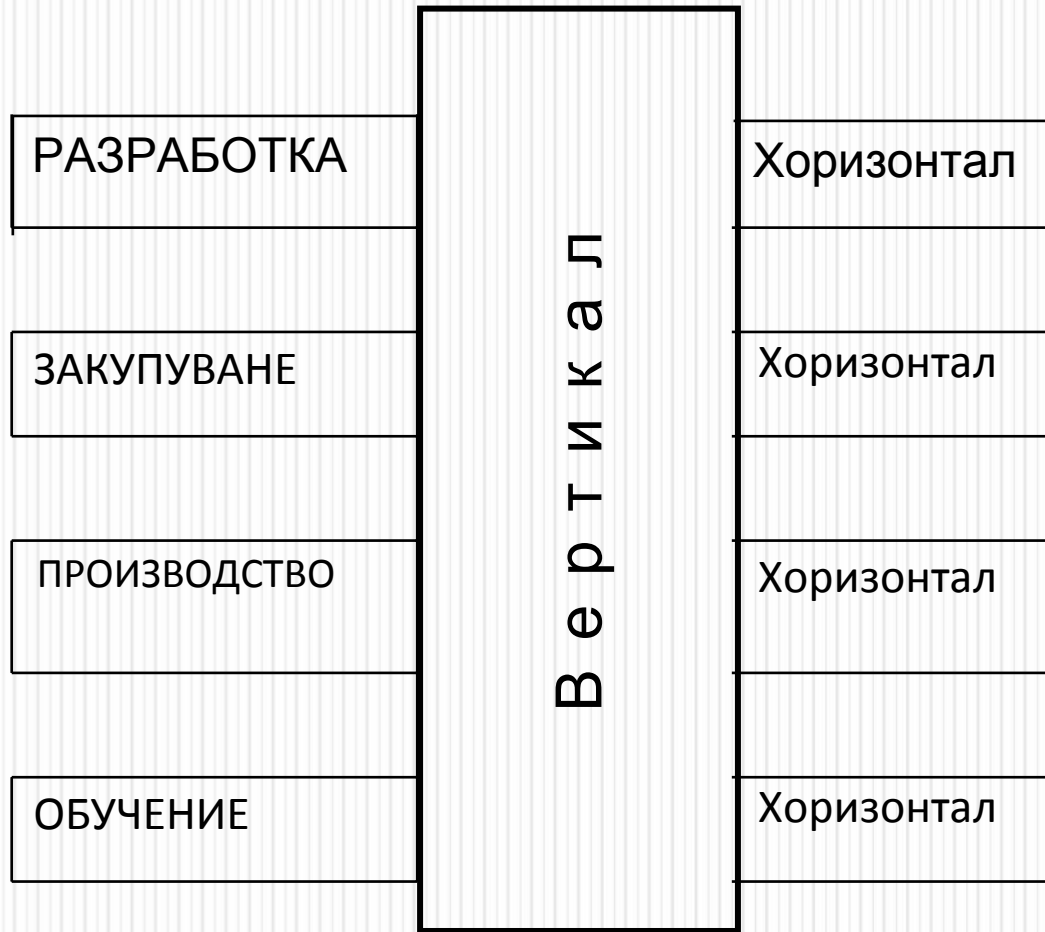 РАЗРАБОТКА
Хоризонтал
Вертикал
ЗАКУПУВАНЕ
Хоризонтал
ПРОИЗВОДСТВО
Хоризонтал
ОБУЧЕНИЕ
Хоризонтал